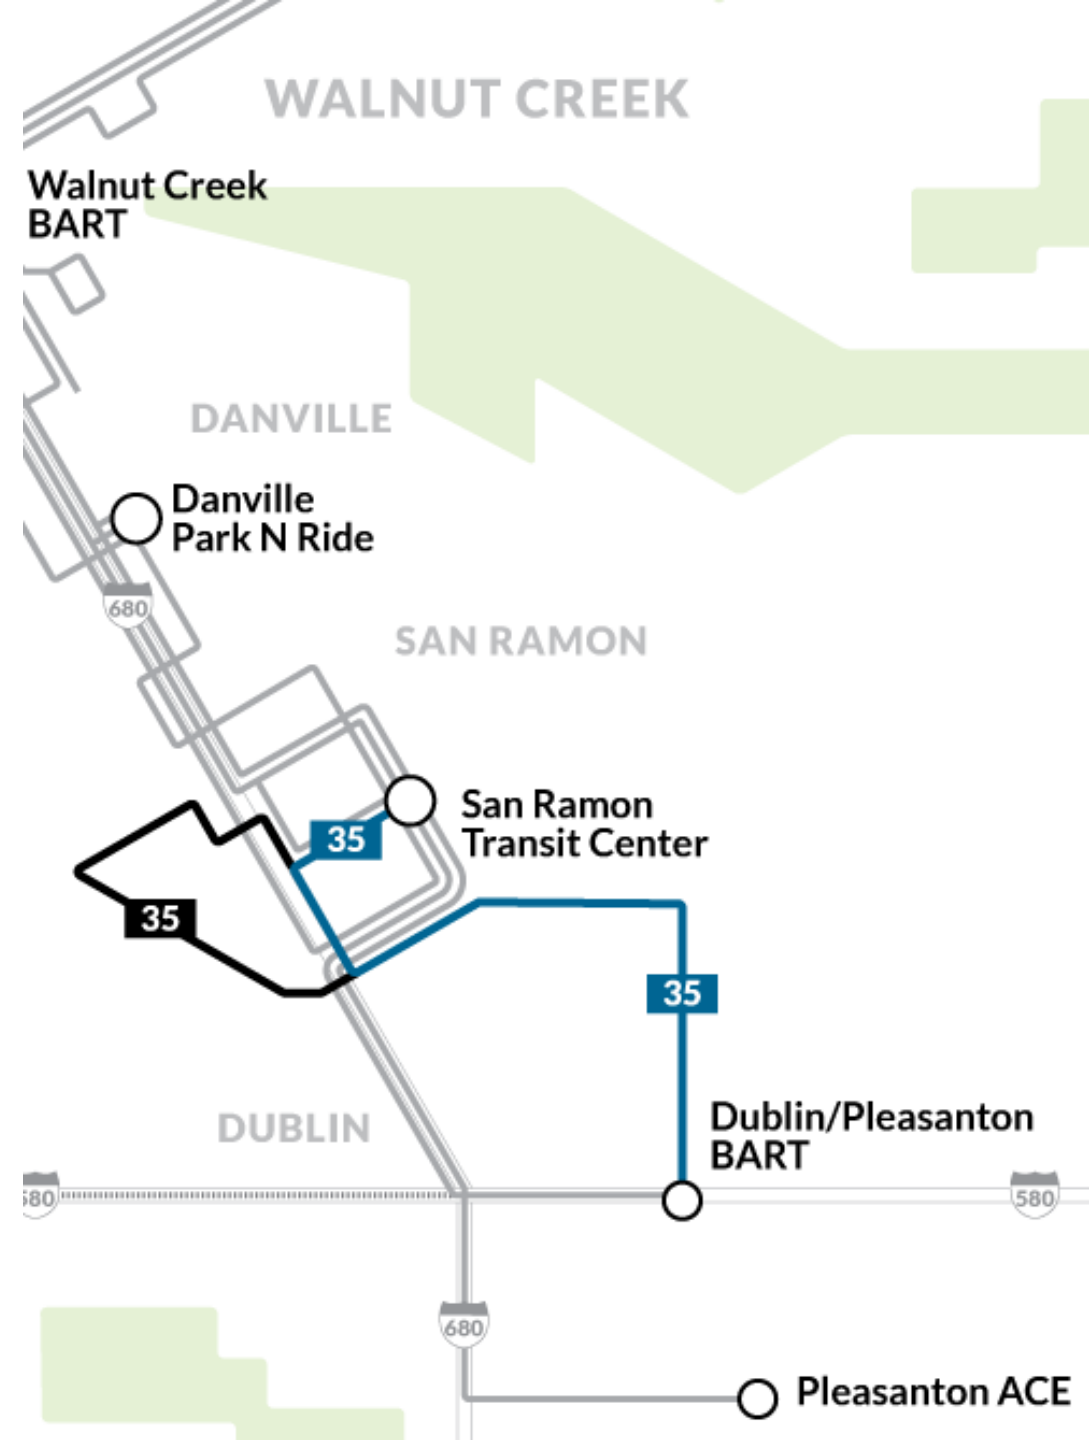 WALNUT CREEK
Walnut Creek
BART
DANVILLE
Danville
Park N Ride
680
SAN RAMON
San Ramon
Transit Center
35
35
35
Dublin/Pleasanton
BART
DUBLIN
580
580
680
Pleasanton ACE